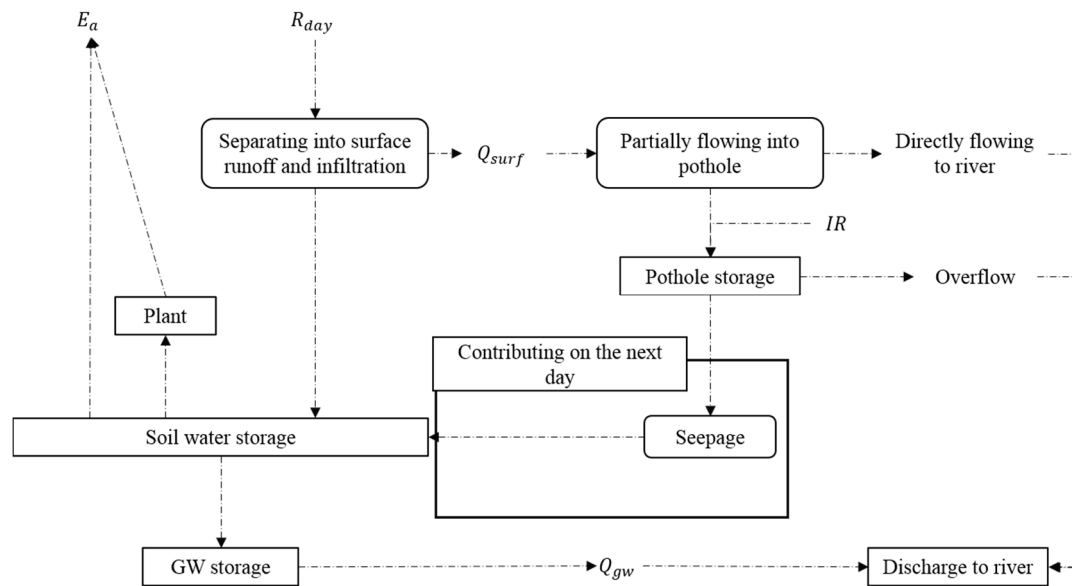 E_a
R_day
Separating into surface
runoff and infiltration
Q_surf
Partially flowing into
pothole
Directly flowing
to river
IR
Pothole storage
Overflow
Plant
Contributing on the next
day
Soil water storage
Seepage
GW storage
Q_gw
Discharge to river